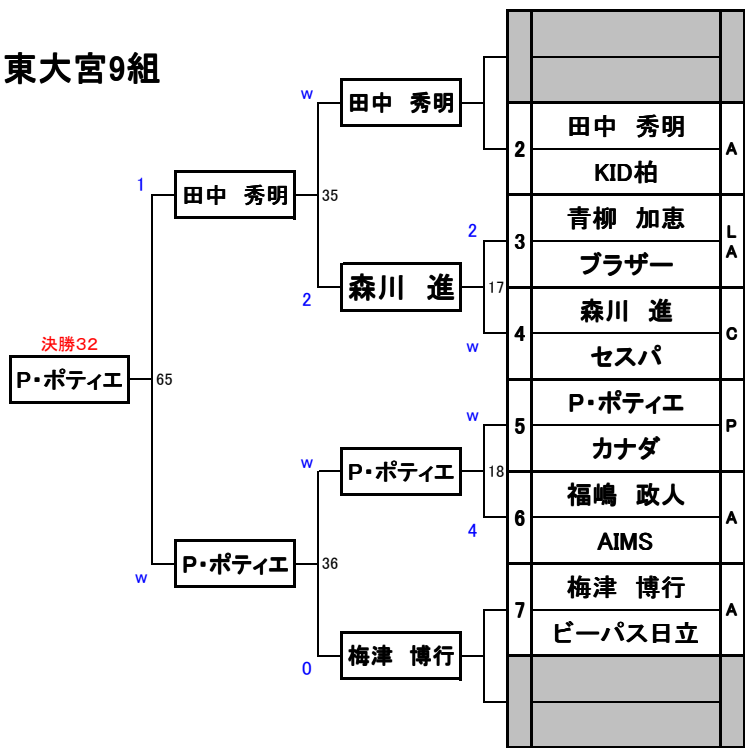 東大宮9組
決勝32
P・ポティエ
65
1
田中　秀明
w
P・ポティエ
35
36
w
田中　秀明
2
森川　進
w
P・ポティエ
0
梅津　博行
2
17
w
w
18
4
2
田中　秀明
KID柏
A
3
青柳　加恵
ブラザー
L
A
4
森川　進
セスパ
C
5
P・ポティエ
カナダ
P
6
福嶋　政人
AIMS
A
7
梅津　博行
ビーパス日立
A